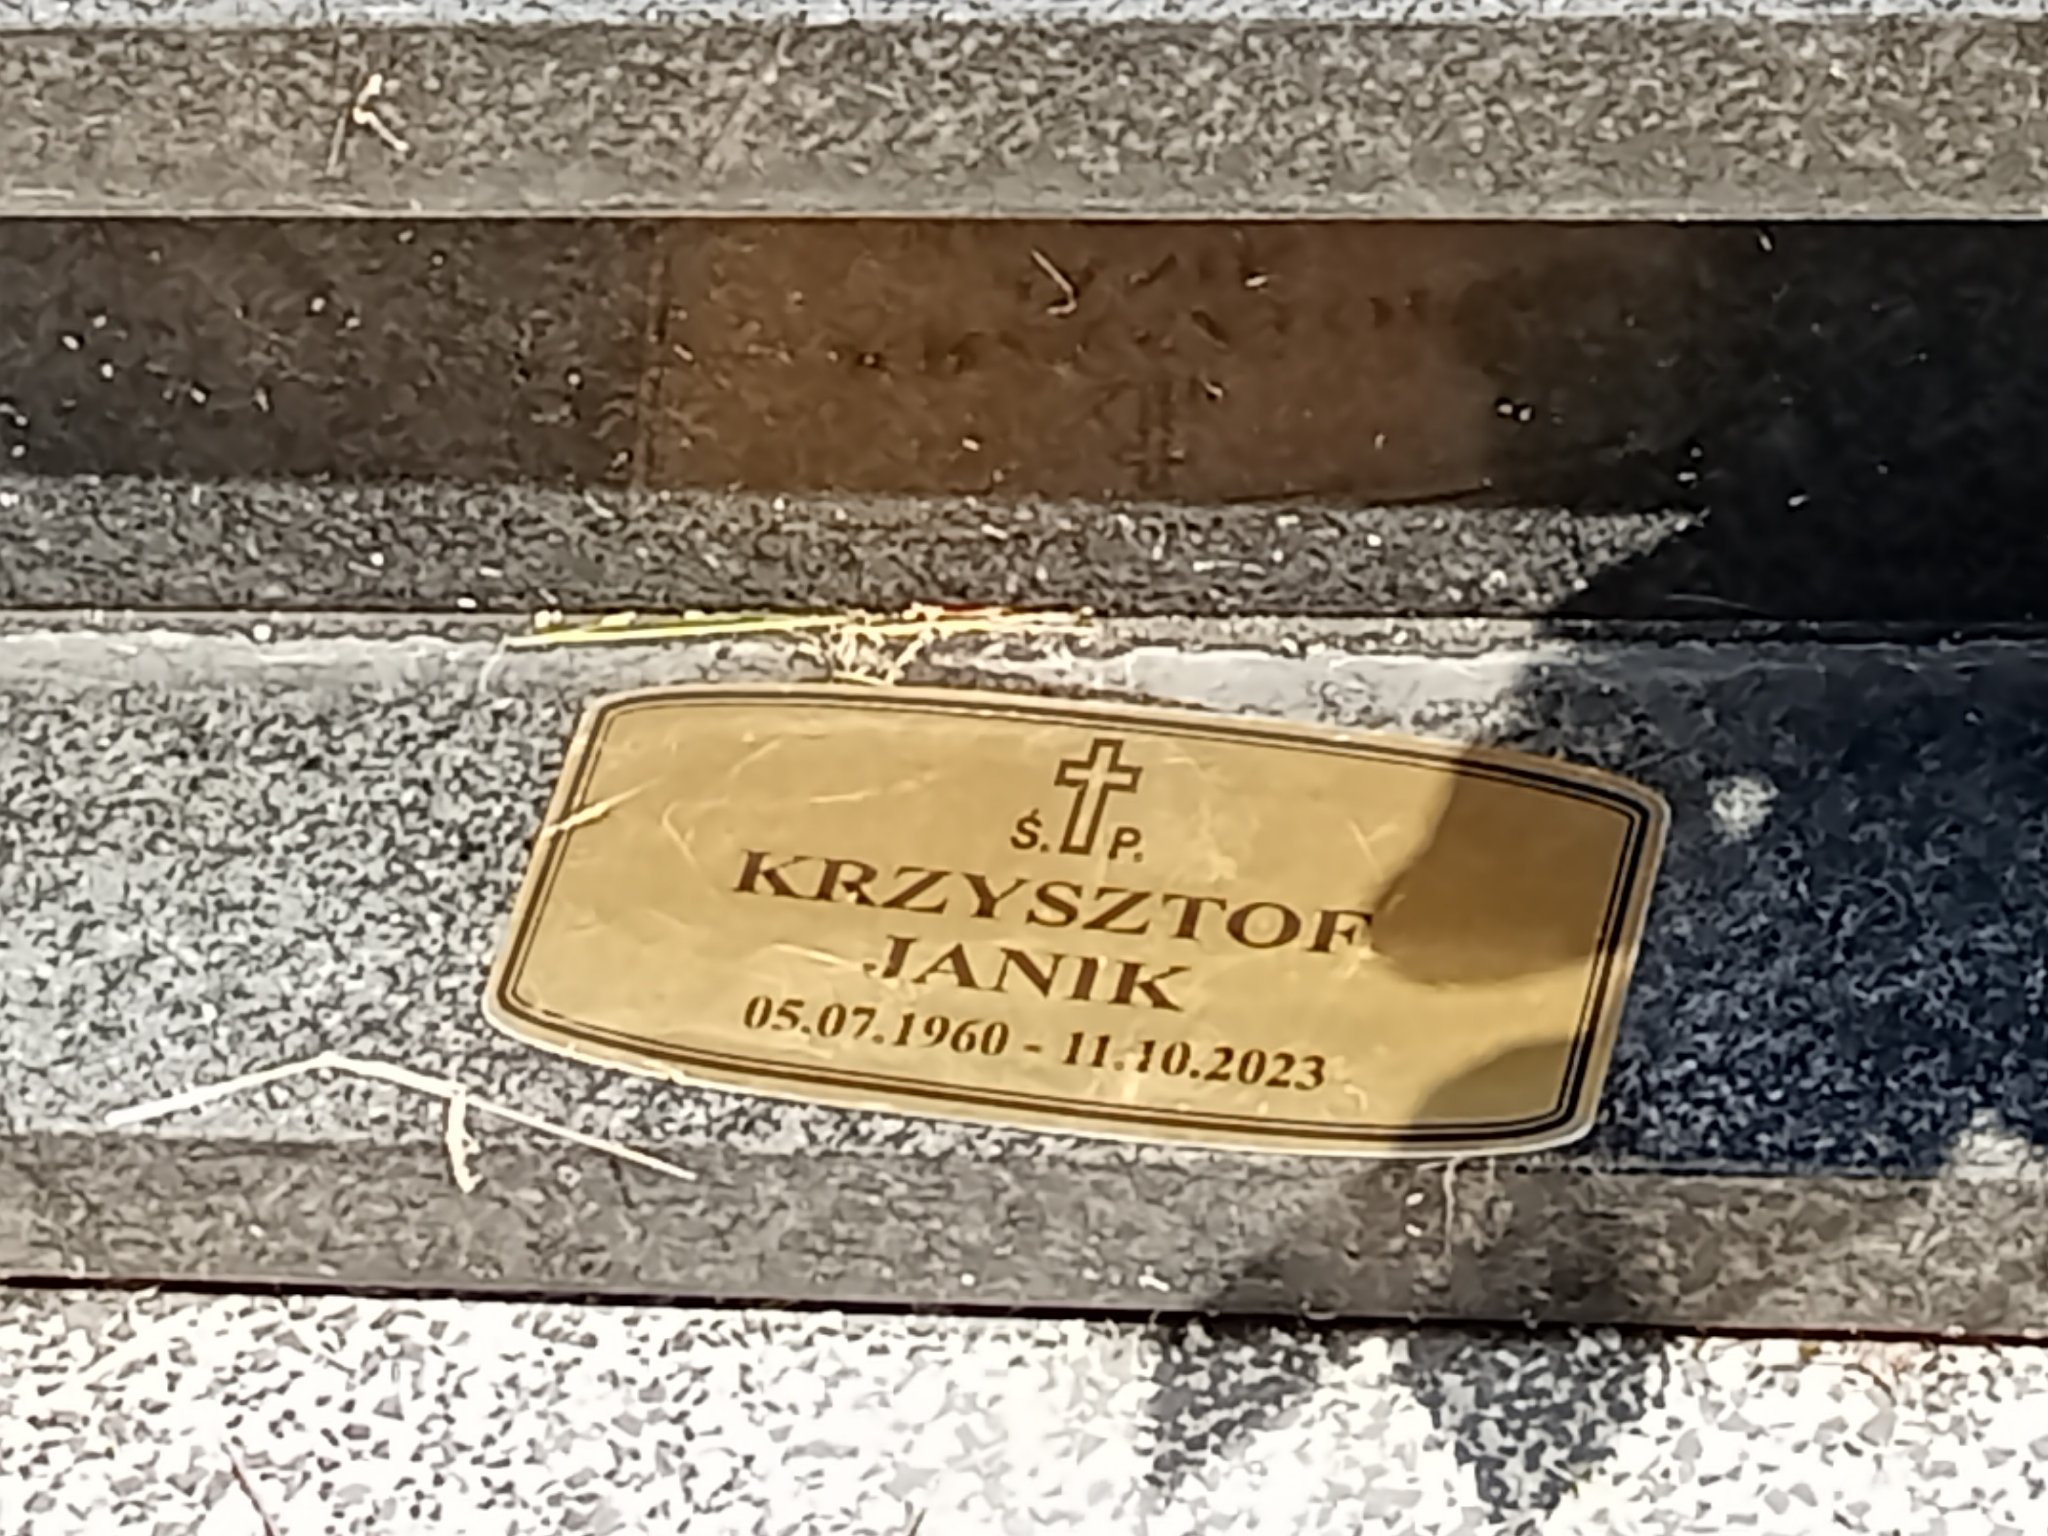 Ś. P.
KRZYSZTOF
JANIK
05.07.1960 - 11.10.2023